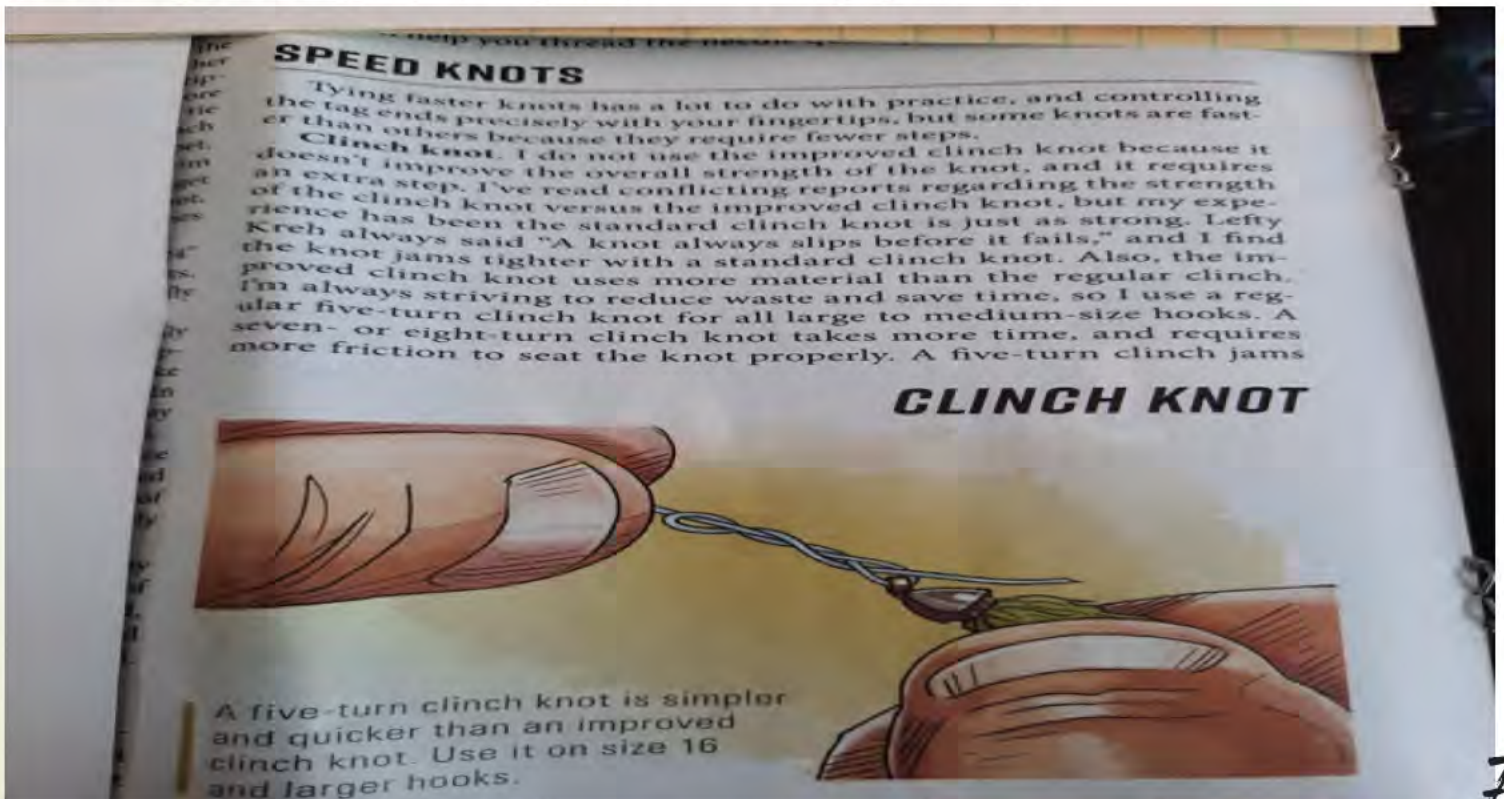 help you thread the needle
SPEED KNOTS
Tying faster knots has a lot to do with practice, and controlling
the tag ends precisely with your fingertips, but some knots are fast-
er than others because they require fewer steps.
Clinch knot. I do not use the improved clinch knot because it
doesn't improve the overall strength of the knot, and it requires
an extra step. I've read conflicting reports regarding the strength
of the clinch knot versus the improved clinch knot, but my expe-
rience has been the standard clinch knot is just as strong. Lefty
Kreh always said "A knot always slips before it fails," and I find
the knot jams tighter with a standard clinch knot. Also, the im-
proved clinch knot uses more material than the regular clinch.
I'm always striving to reduce waste and save time, so I use a reg-
ular five-turn clinch knot for all large to medium-size hooks. A
seven- or eight-turn clinch knot takes more time, and requires
more friction to seat the knot properly. A five-turn clinch jams
CLINCH KNOT
A five-turn clinch knot is simpler
and quicker than an improved
clinch knot. Use it on size 16
and larger hooks.